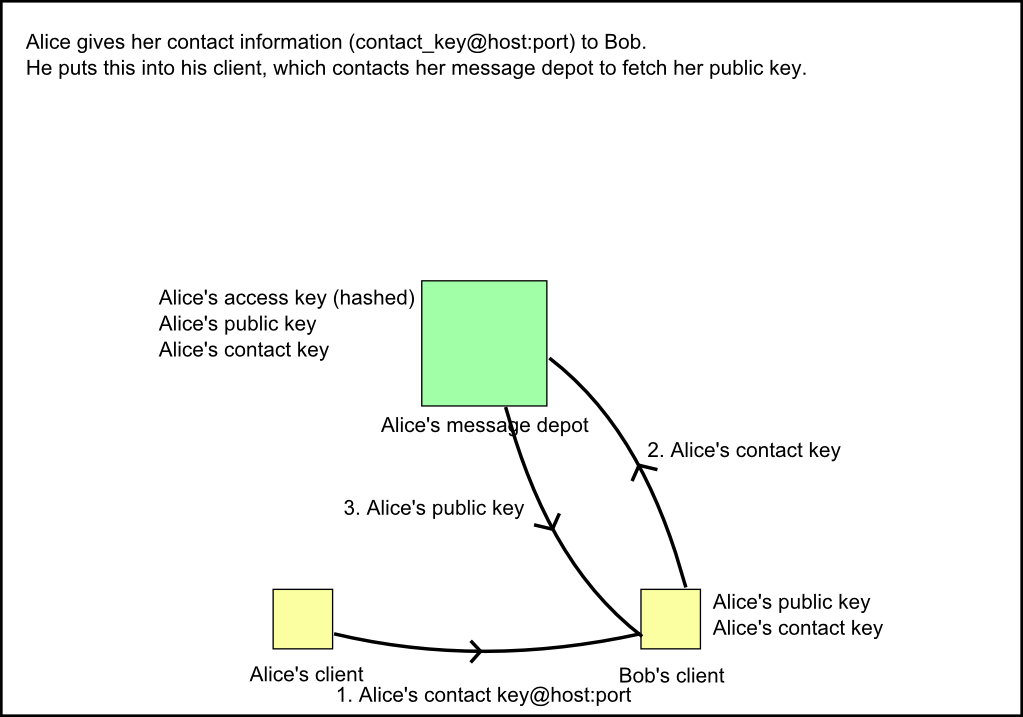 Alice gives her contact information (contact_key@host:port) to Bob.
He puts this into his client, which contacts her message depot to fetch her public key.
Alice's access key (hashed)
Alice's public key
Alice's contact key
Alice's message depot
2. Alice's contact key
3. Alice's public key
Alice's public key
Alice's contact key
Alice's client
Bob's client
1. Alice's contact key@host:port